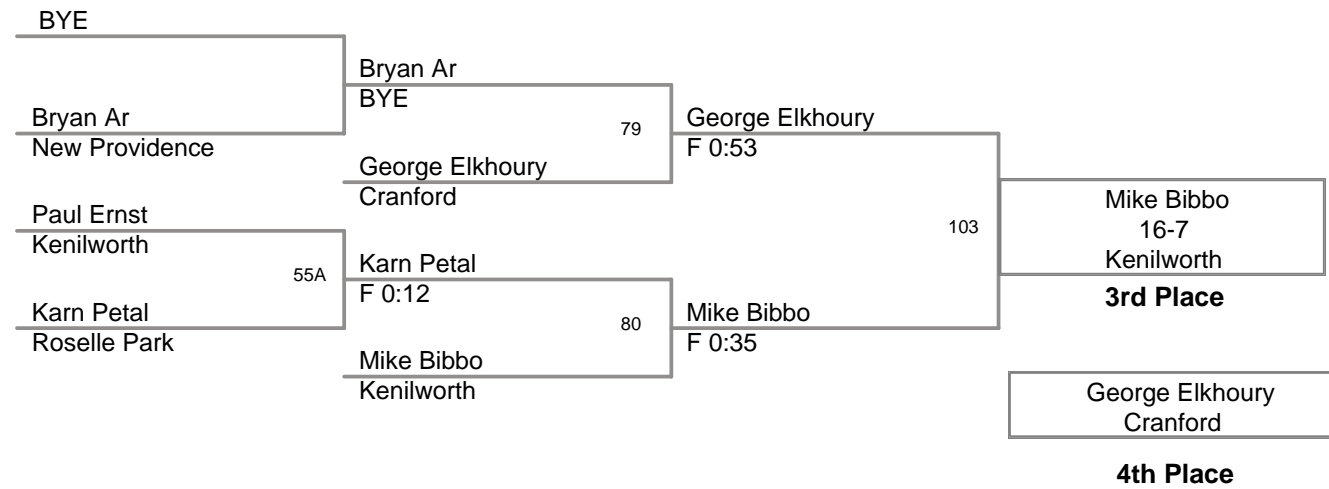 BYE
Bryan Ar
BYE
Bryan Ar
New Providence
79
George Elkhoury
F 0:53
George Elkhoury
Cranford
Paul Ernst
Kenilworth
55A
Karn Petal
F 0:12
Karn Petal
Roselle Park
80
Mike Bibbo
F 0:35
Mike Bibbo
Kenilworth
103
Mike Bibbo
16-7
Kenilworth
3rd Place
George Elkhoury
Cranford
4th Place